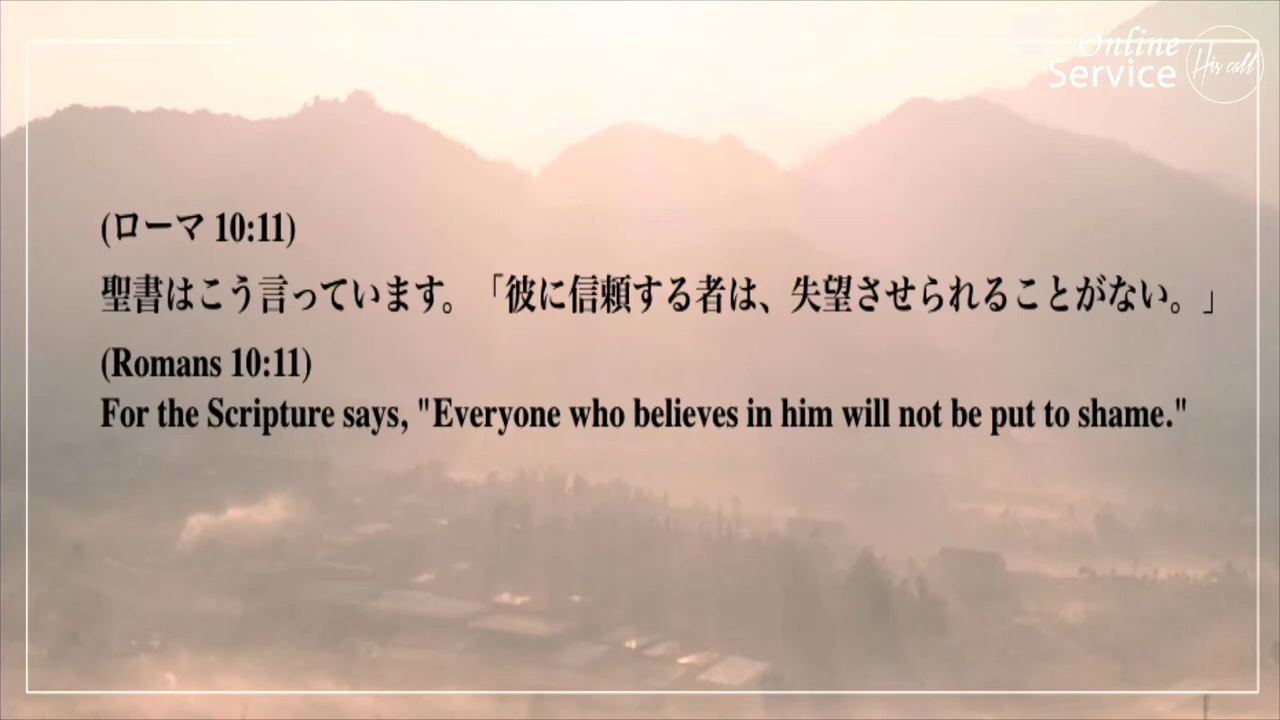 Online
Service
His call
(ローマ 10:11)
聖書はこう言っています。「彼に信頼する者は、失望させられることがない。」
(Romans 10:11)
For the Scripture says, "Everyone who believes in him will not be put to shame."